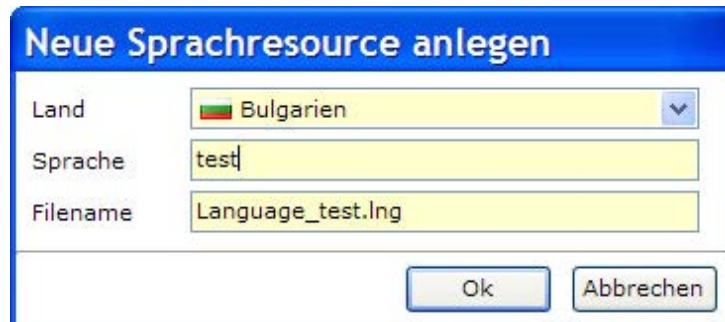 Neue Sprachresource anlegen
Land Bulgarien
Sprache test
Filename Language_test.lng
Ok Abbrechen